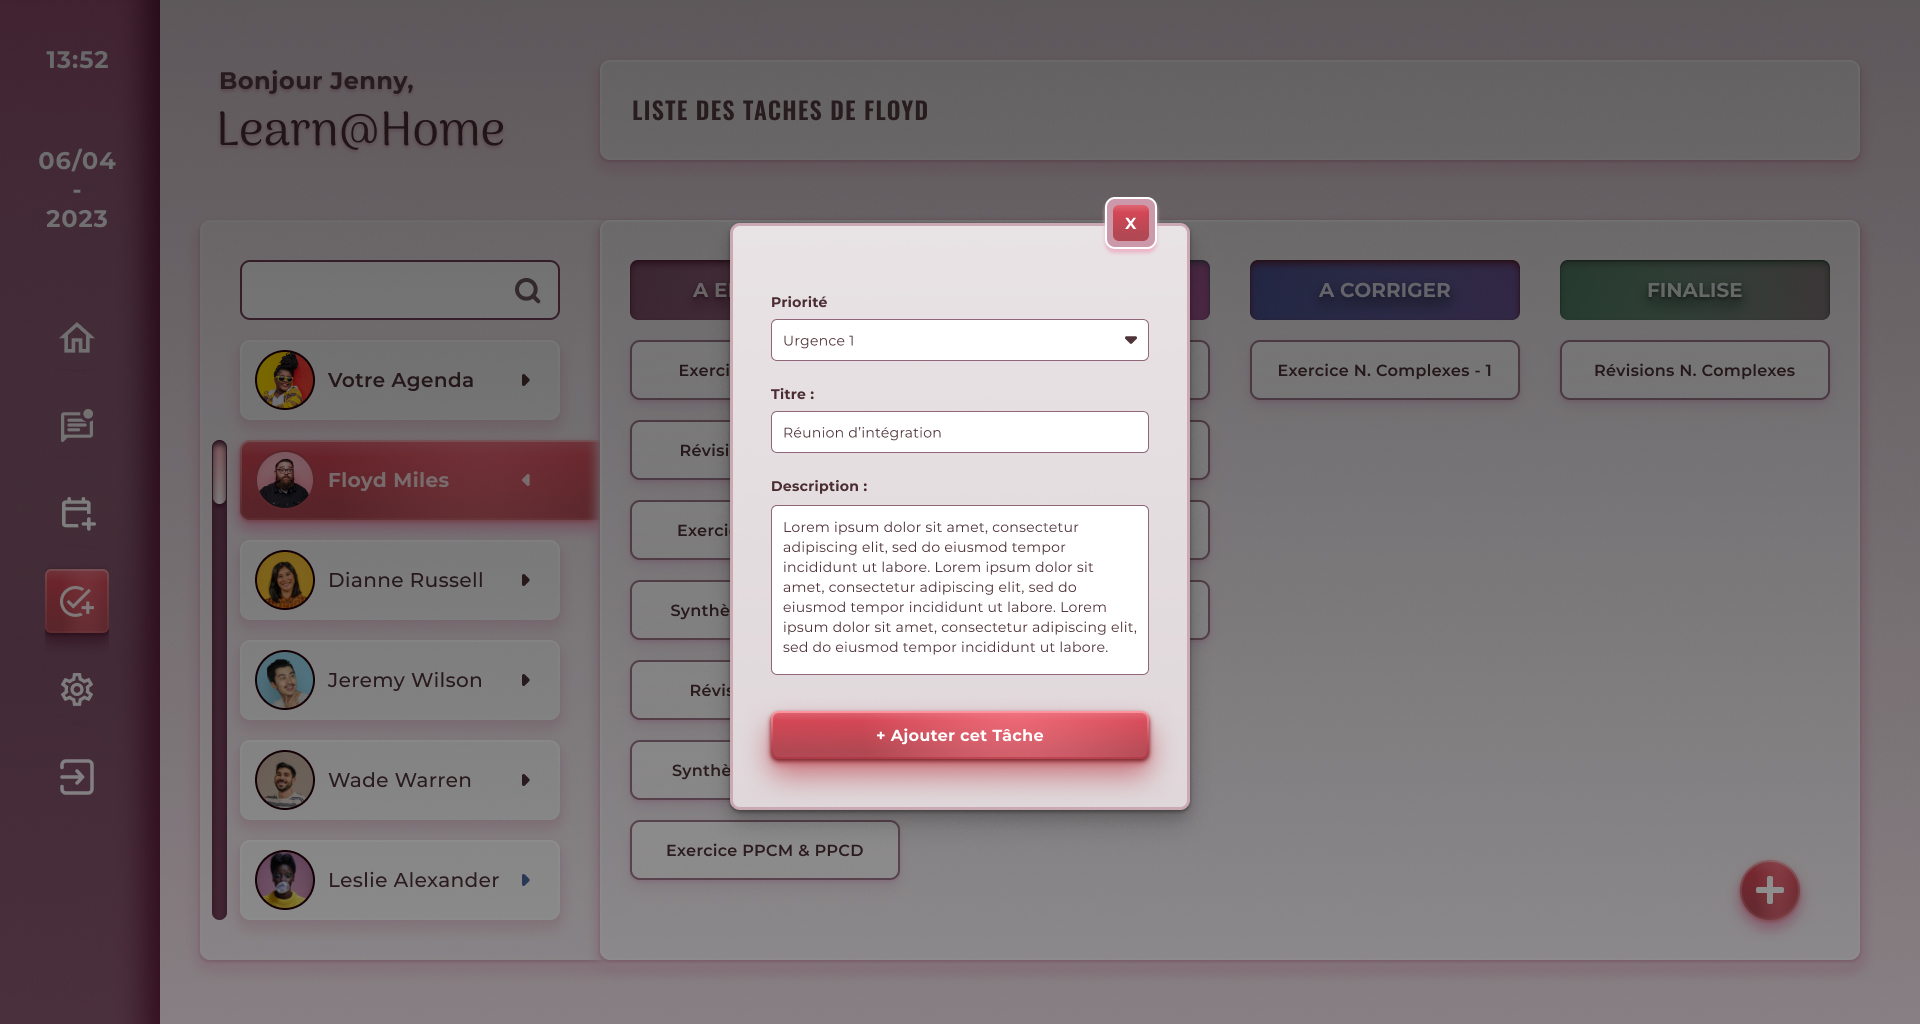 13:52
06/04
-
2023
Bonjour Jenny,
Learn@Home
LISTE DES TACHES DE FLOYD
Votre Agenda
Floyd Miles
Dianne Russell
Jeremy Wilson
Wade Warren
Leslie Alexander
A E
A CORRIGER
FINALISE
Exerci
Révisi
Exerci
Synthè
Révis
Synthè
Exercice PPCM & PPCD
Exercice N. Complexes - 1
Révisions N. Complexes
X
Priorité
Urgence 1
Titre :
Réunion d’intégration
Description :
Lorem ipsum dolor sit amet, consectetur
adipiscing elit, sed do eiusmod tempor
incididunt ut labore. Lorem ipsum dolor sit
amet, consectetur adipiscing elit, sed do
eiusmod tempor incididunt ut labore. Lorem
ipsum dolor sit amet, consectetur adipiscing elit,
sed do eiusmod tempor incididunt ut labore.
+ Ajouter cet Tâche